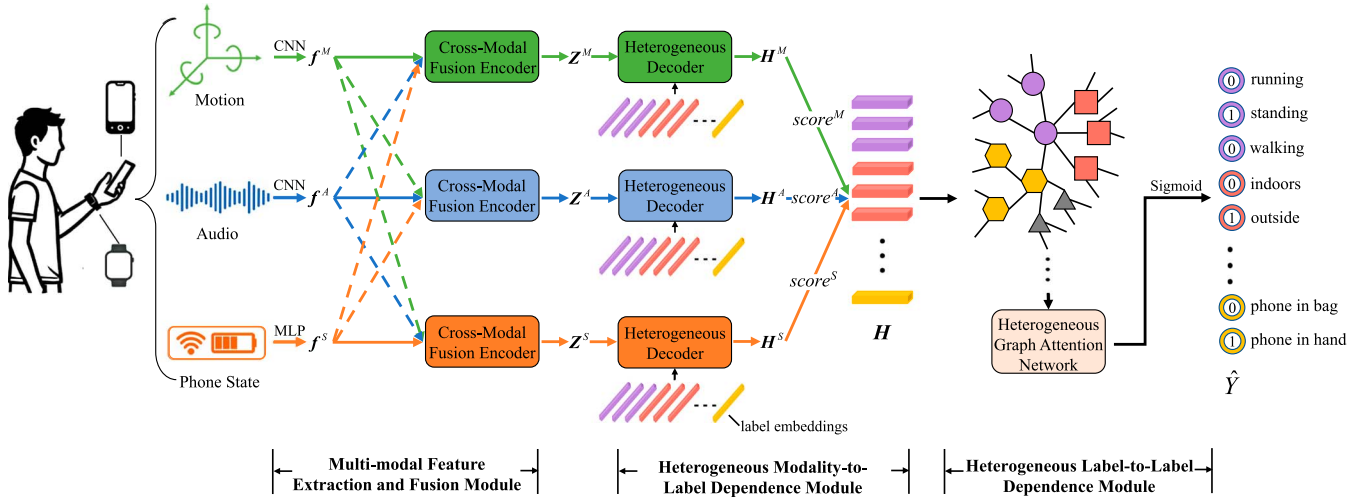 Motion
CNN
f^M
Cross-Modal
Fusion Encoder
Z^M
Heterogeneous
Decoder
H^M
score^M
Audio
CNN
f^A
Cross-Modal
Fusion Encoder
Z^A
Heterogeneous
Decoder
H^A
score^A
Phone State
MLP
f^S
Cross-Modal
Fusion Encoder
Z^S
Heterogeneous
Decoder
H^S
score^S
label embeddings
H
Heterogeneous
Graph Attention
Network
Sigmoid
0 running
1 standing
0 walking
0 indoors
1 outside
0 phone in bag
1 phone in hand
Ŷ
Multi-modal Feature
Extraction and Fusion Module
Heterogeneous Modality-to-
Label Dependence Module
Heterogeneous Label-to-Label
Dependence Module